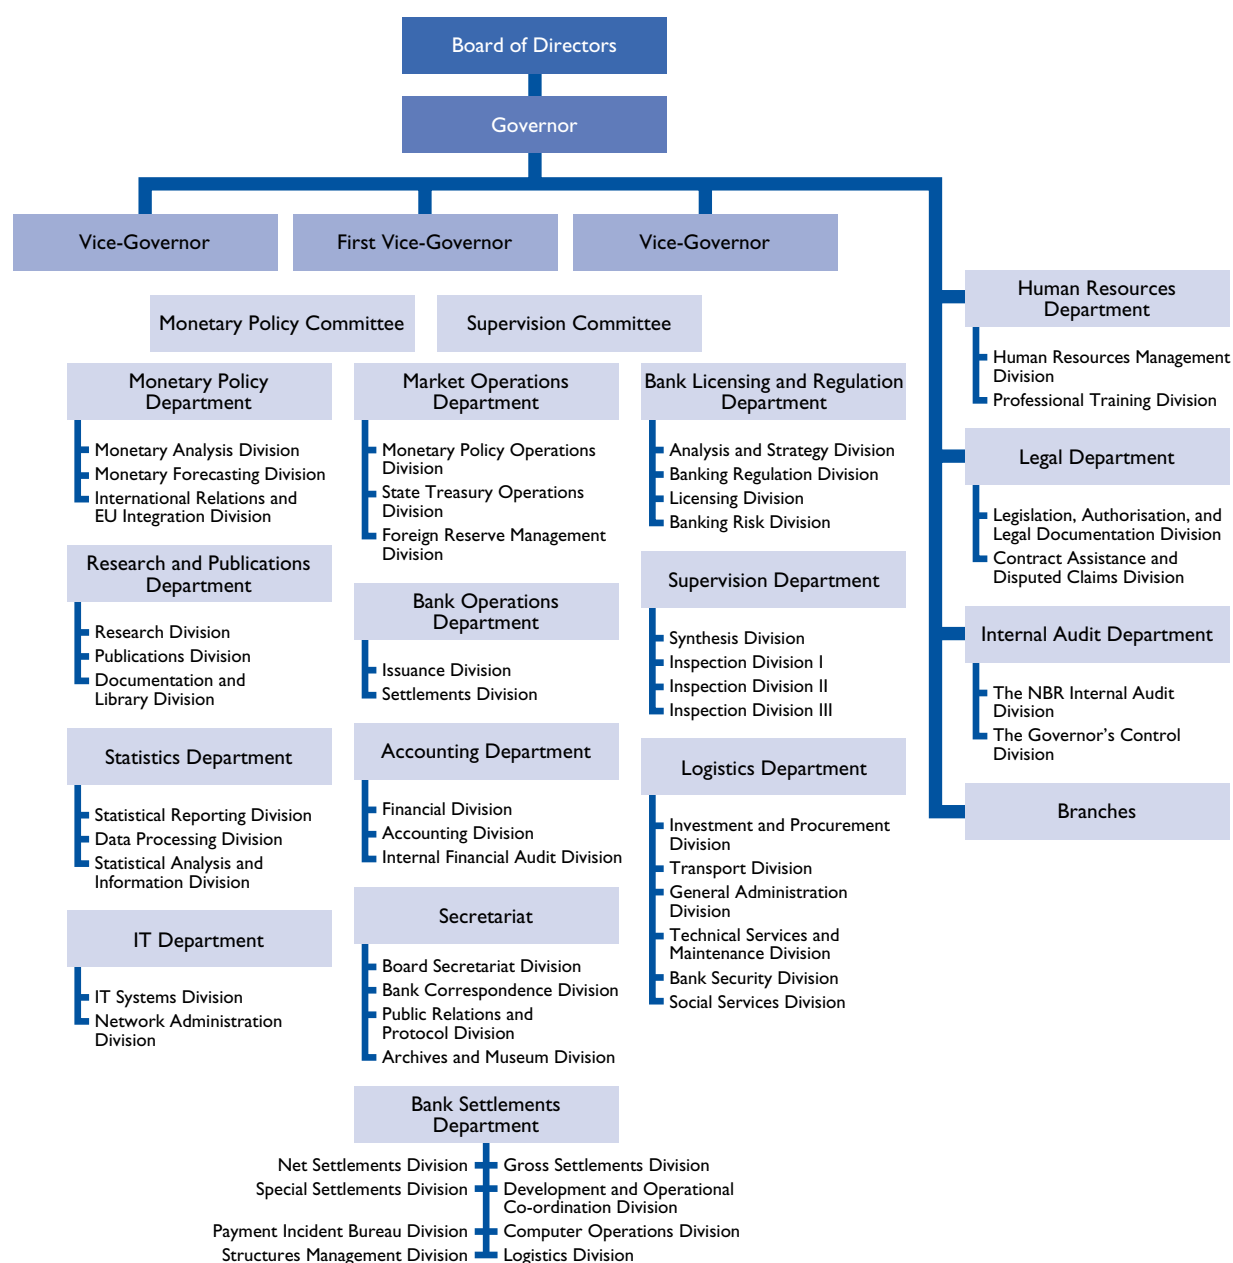 Board of Directors
Governor
Vice-Governor
First Vice-Governor
Vice-Governor
Monetary Policy Committee
Supervision Committee
Monetary Policy
Department
Monetary Analysis Division
Monetary Forecasting Division
International Relations and
EU Integration Division
Research and Publications
Department
Research Division
Publications Division
Documentation and
Library Division
Statistics Department
Statistical Reporting Division
Data Processing Division
Statistical Analysis and
Information Division
IT Department
IT Systems Division
Network Administration
Division
Market Operations
Department
Monetary Policy Operations
Division
State Treasury Operations
Division
Foreign Reserve Management
Division
Bank Operations
Department
Issuance Division
Settlements Division
Accounting Department
Financial Division
Accounting Division
Internal Financial Audit Division
Secretariat
Board Secretariat Division
Bank Correspondence Division
Public Relations and
Protocol Division
Archives and Museum Division
Bank Settlements
Department
Net Settlements Division
Special Settlements Division
Payment Incident Bureau Division
Structures Management Division
Gross Settlements Division
Development and Operational
Co-ordination Division
Computer Operations Division
Logistics Division
Bank Licensing and Regulation
Department
Analysis and Strategy Division
Banking Regulation Division
Licensing Division
Banking Risk Division
Supervision Department
Synthesis Division
Inspection Division I
Inspection Division II
Inspection Division III
Logistics Department
Investment and Procurement
Division
Transport Division
General Administration
Division
Technical Services and
Maintenance Division
Bank Security Division
Social Services Division
Human Resources
Department
Human Resources Management
Division
Professional Training Division
Legal Department
Legislation, Authorisation, and
Legal Documentation Division
Contract Assistance and
Disputed Claims Division
Internal Audit Department
The NBR Internal Audit
Division
The Governor’s Control
Division
Branches